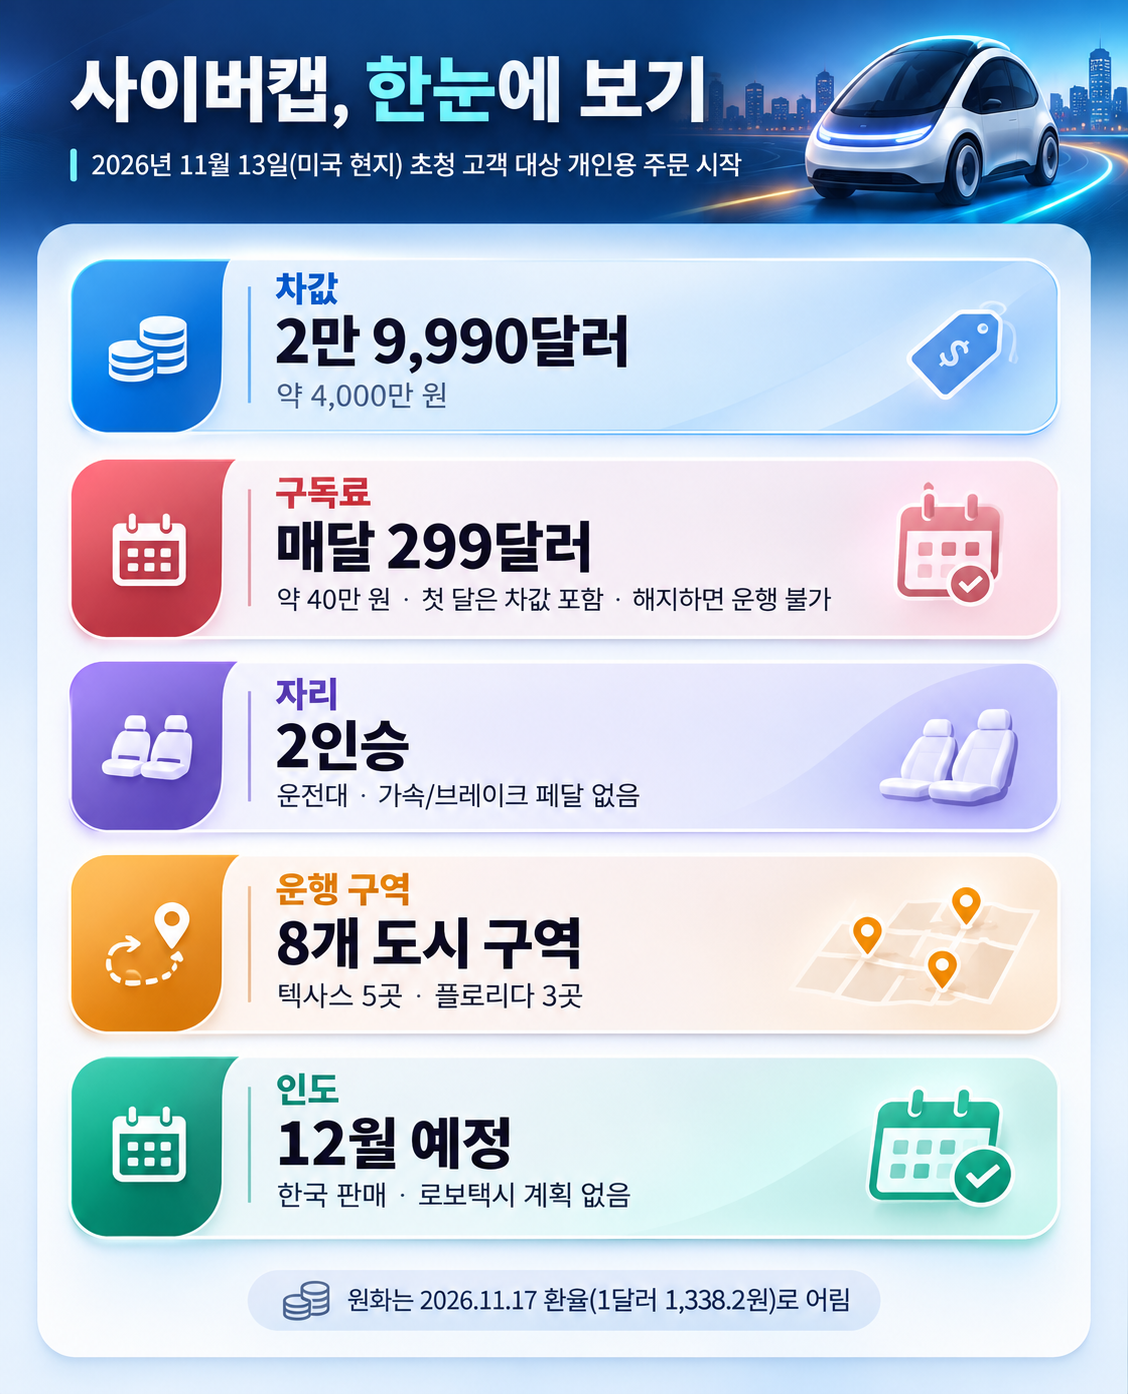 사이버캡, 한눈에 보기
2026년 11월 13일(미국 현지) 초청 고객 대상 개인용 주문 시작
차값
2만 9,990달러
약 4,000만 원
$
구독료
매달 299달러
약 40만 원 · 첫 달은 차값 포함 · 해지하면 운행 불가
자리
2인승
운전대 · 가속/브레이크 페달 없음
운행 구역
8개 도시 구역
텍사스 5곳 · 플로리다 3곳
인도
12월 예정
한국 판매 · 로보택시 계획 없음
원화는 2026.11.17 환율(1달러 1,338.2원)로 어림